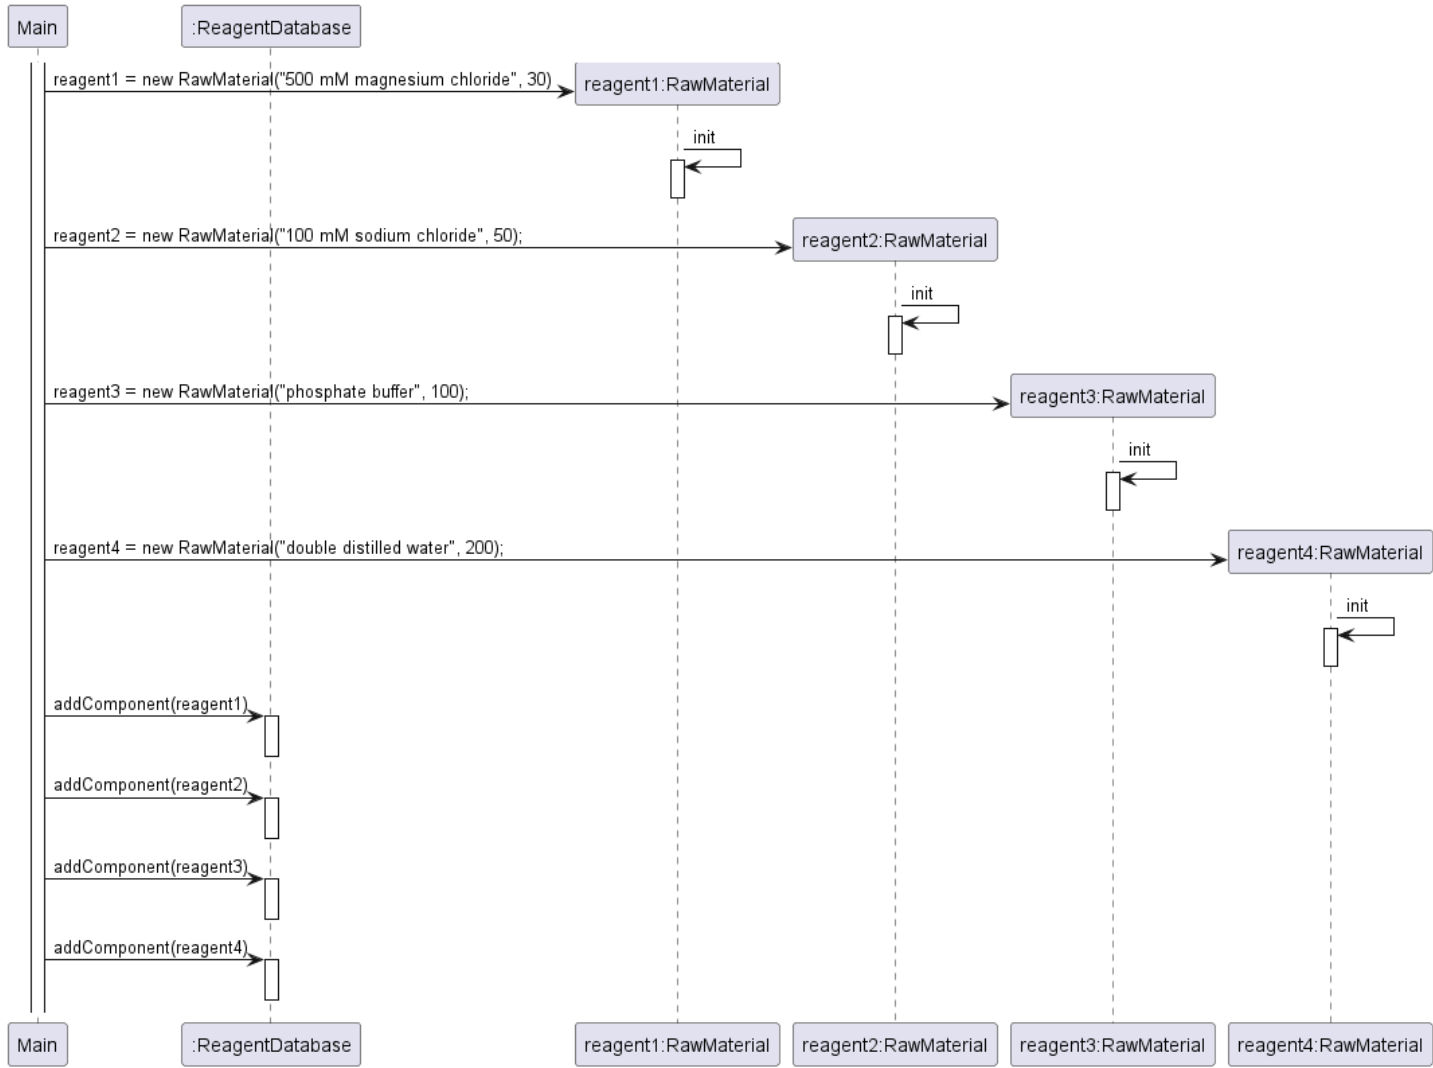 Main
:ReagentDatabase
reagent1 = new RawMaterial("500 mM magnesium chloride", 30)
reagent1:RawMaterial
init
reagent2 = new RawMaterial("100 mM sodium chloride", 50);
reagent2:RawMaterial
init
reagent3 = new RawMaterial("phosphate buffer", 100);
reagent3:RawMaterial
init
reagent4 = new RawMaterial("double distilled water", 200);
reagent4:RawMaterial
init
addComponent(reagent1)
addComponent(reagent2)
addComponent(reagent3)
addComponent(reagent4)
Main
:ReagentDatabase
reagent1:RawMaterial
reagent2:RawMaterial
reagent3:RawMaterial
reagent4:RawMaterial